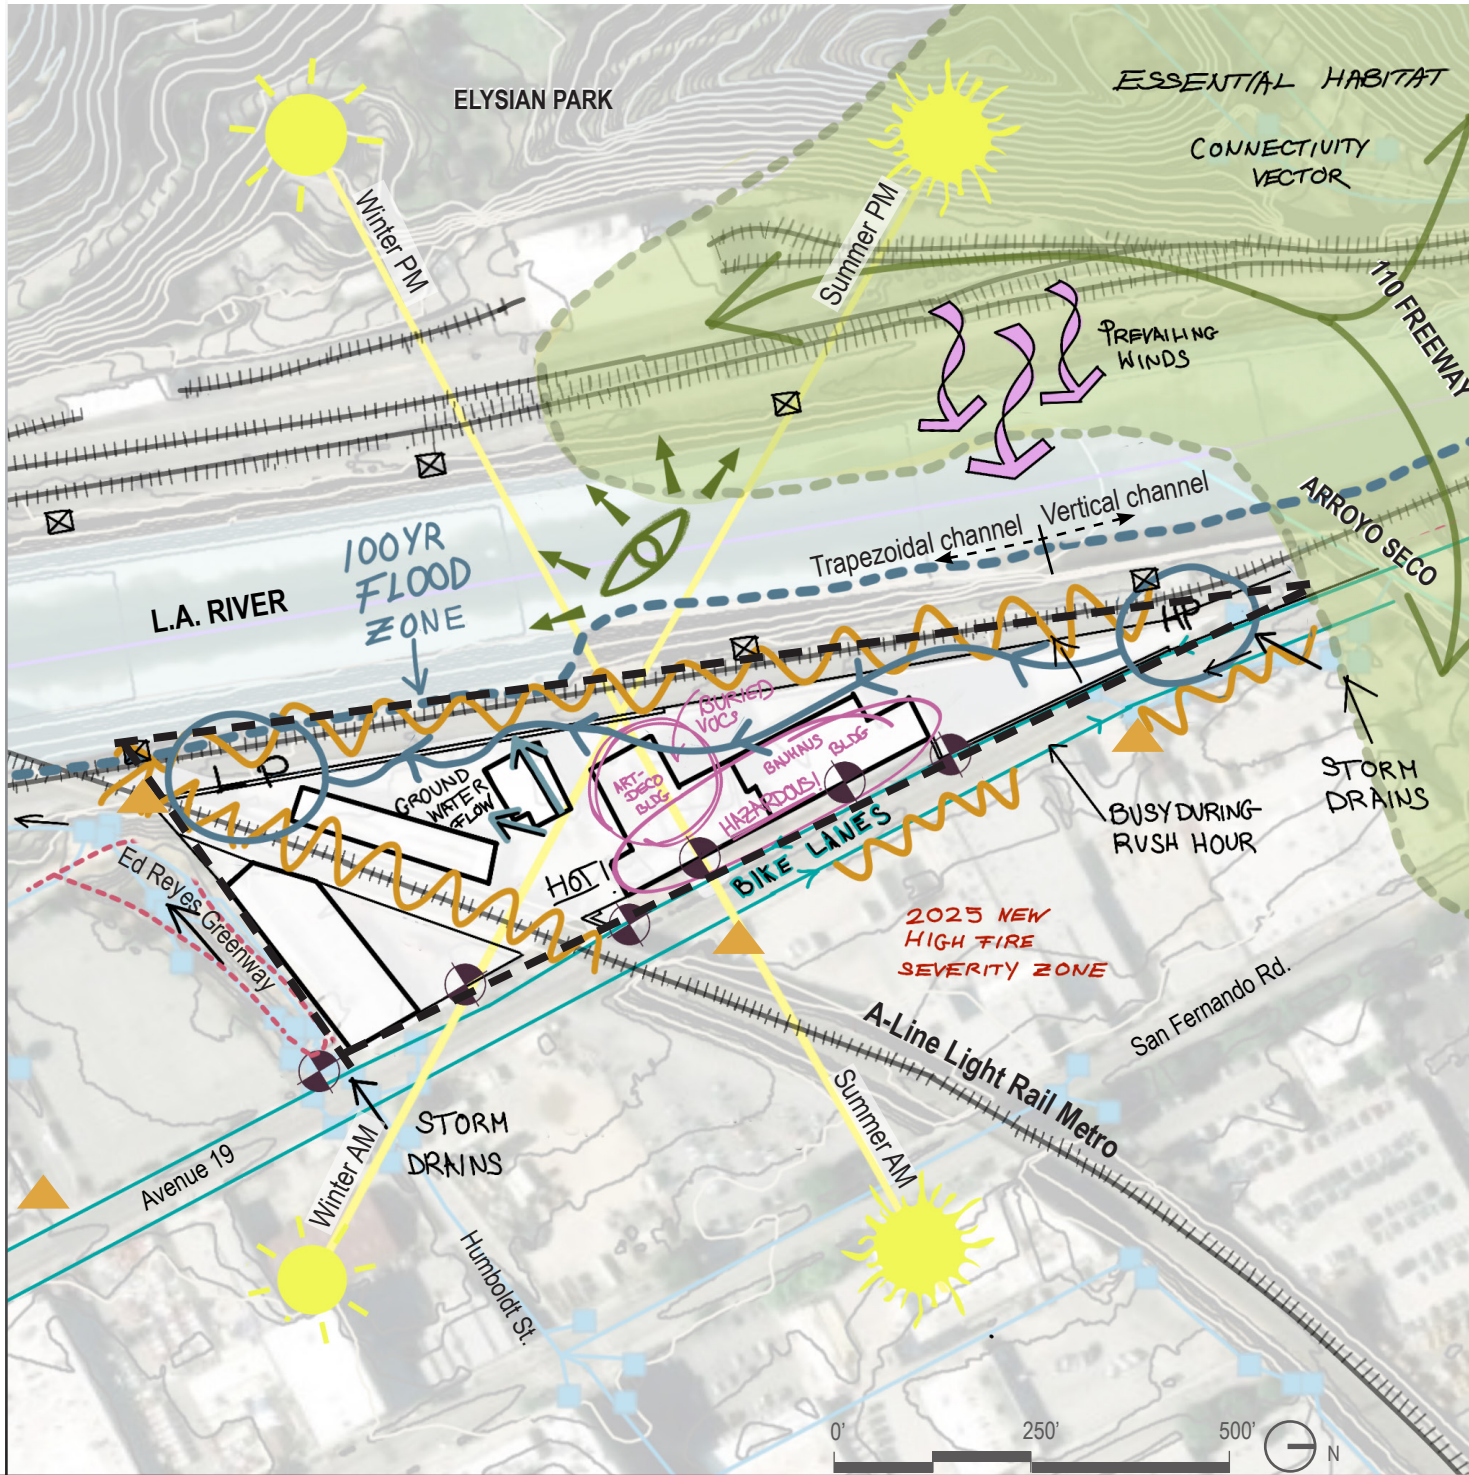 ELYSIAN PARK
ESSENTIAL HABITAT
CONNECTIVITY
VECTOR
Winter PM
Summer PM
110 FREEWAY
PREVAILING
WINDS
100YR
FLOOD
ZONE
L.A. RIVER
Trapezoidal channel
Vertical channel
ARROYO SECO
HP
BURIED
VOCs
LP
GROUND
WATER
FLOW
ART-
DECO
BLDG
BAUHAUS BLDG
HAZARDOUS!
HOT!
BIKE LANES
BUSY DURING
RUSH HOUR
STORM
DRAINS
Ed Reyes Greenway
2025 NEW
HIGH FIRE
SEVERITY ZONE
San Fernando Rd.
A-Line Light Rail Metro
STORM
DRAINS
Avenue 19
Winter AM
Summer AM
Humboldt St.
0' 250' 500'
N